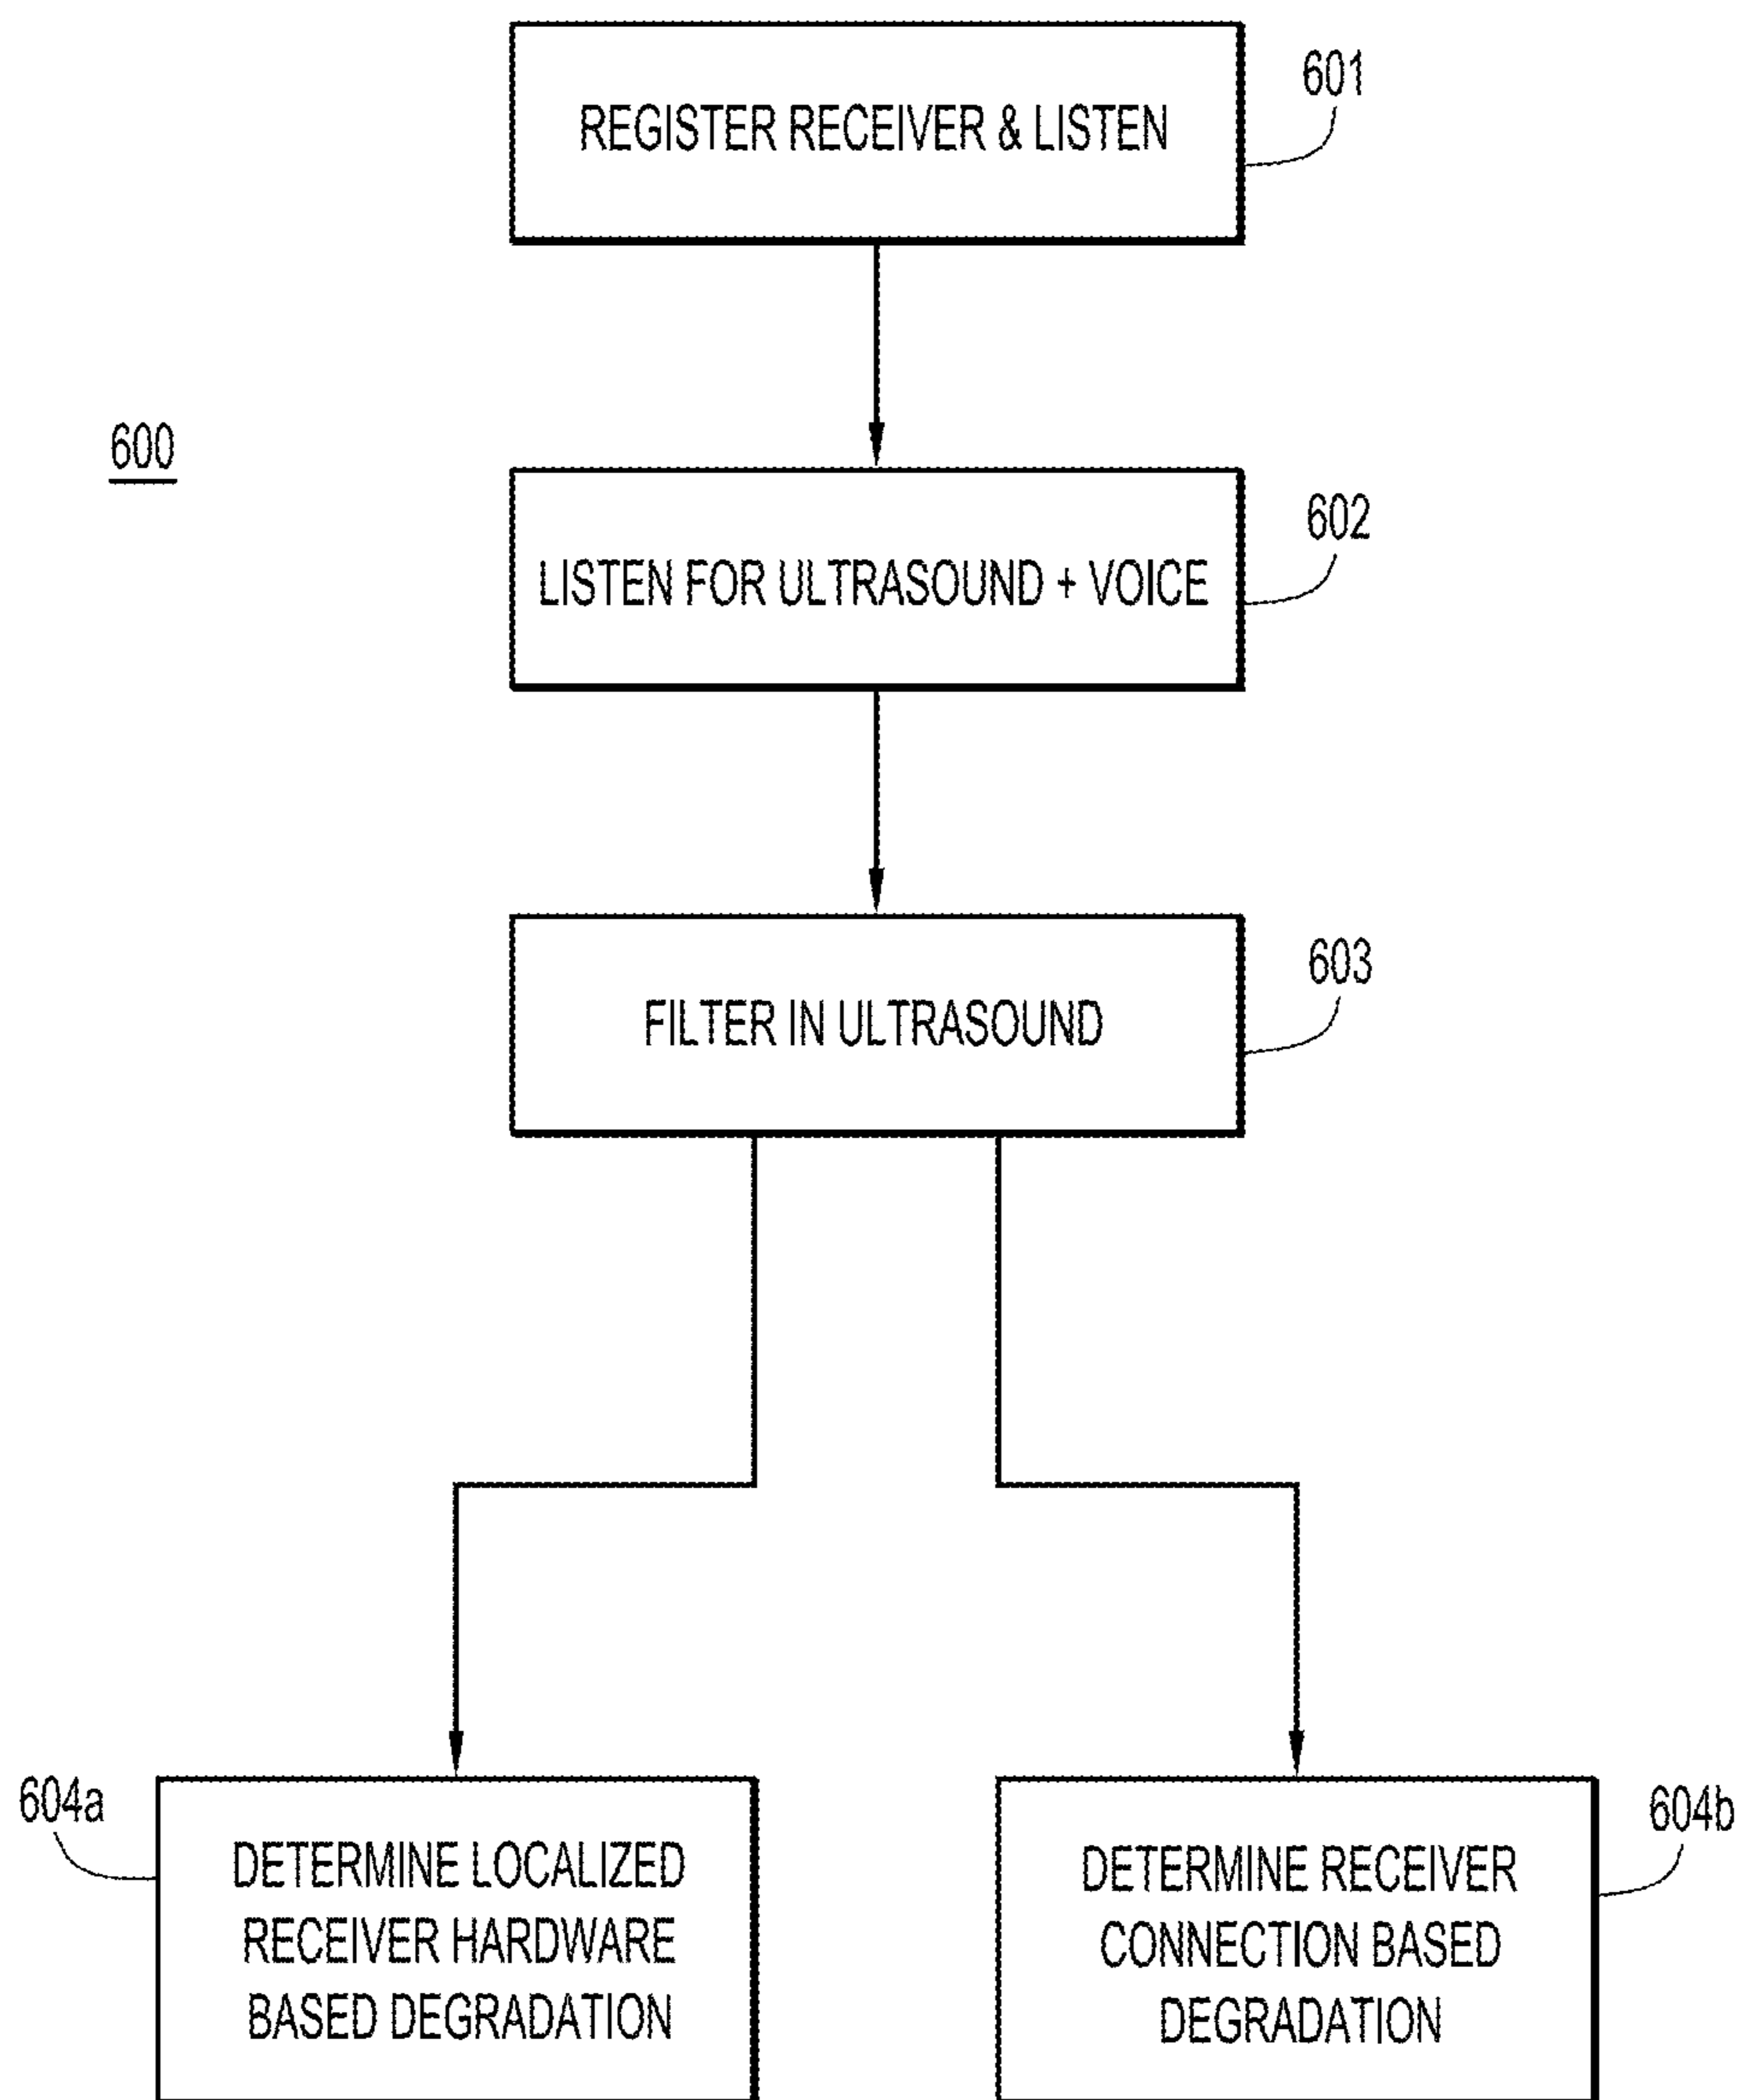 REGISTER RECEIVER & LISTEN
601
600
LISTEN FOR ULTRASOUND + VOICE
602
FILTER IN ULTRASOUND
603
604a
DETERMINE LOCALIZED
RECEIVER HARDWARE
BASED DEGRADATION
DETERMINE RECEIVER
CONNECTION BASED
DEGRADATION
604b